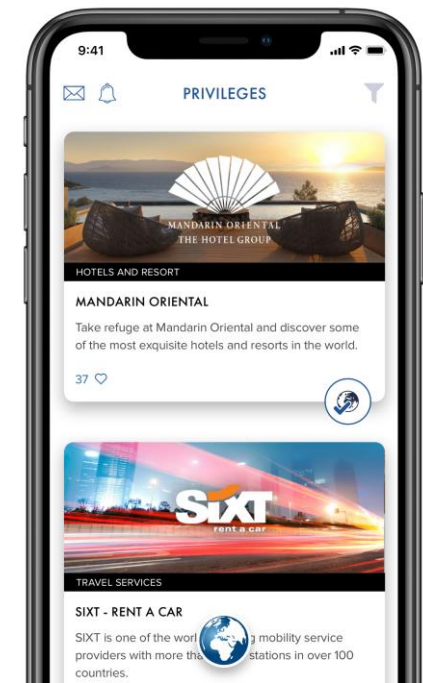 9:41
PRIVILEGES
MANDARIN ORIENTAL
THE HOTEL GROUP
HOTELS AND RESORT
MANDARIN ORIENTAL
Take refuge at Mandarin Oriental and discover some
of the most exquisite hotels and resorts in the world.
37
SIXT
rent a car
TRAVEL SERVICES
SIXT - RENT A CAR
SIXT is one of the mobility service
providers with more stations in over 100
countries.